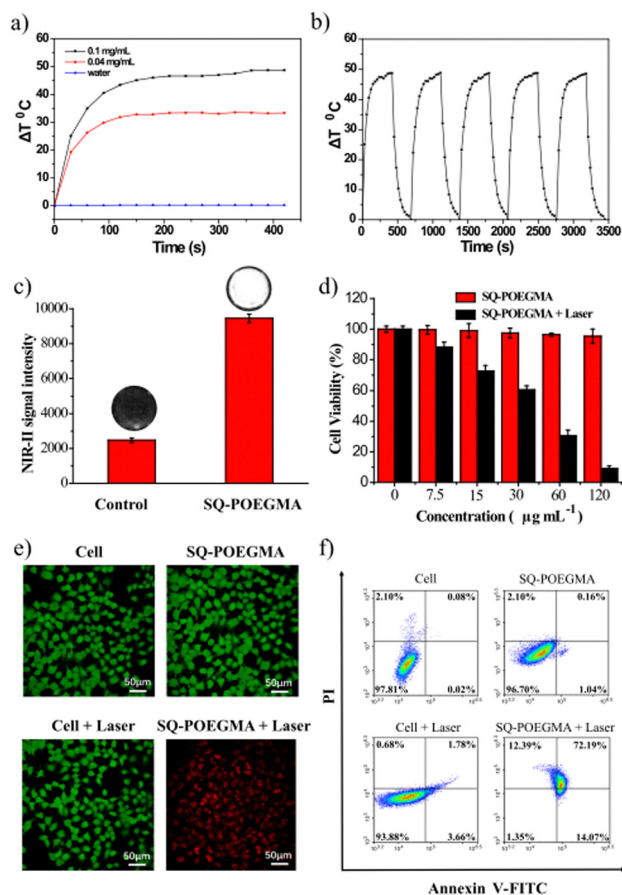 a)
b)
0.1 mg/mL
0.04 mg/mL
water
ΔT ⁰C
60
50
40
30
20
10
0
0 100 200 300 400
Time (s)
ΔT ⁰C
60
50
40
30
20
10
0
0 500 1000 1500 2000 2500 3000 3500
Time (s)
c)
NIR-II signal intensity
10000
8000
6000
4000
2000
0
Control SQ-POEGMA
d)
SQ-POEGMA
SQ-POEGMA + Laser
Cell Viability (%)
120
100
80
60
40
20
0
0 7.5 15 30 60 120
Concentration ( μg mL⁻¹
e)
Cell SQ-POEGMA
50μm 50μm
Cell + Laser SQ-POEGMA + Laser
50μm 50μm
f)
PI
Cell SQ-POEGMA
2.10% 0.08% 2.10% 0.16%
97.81% 0.02% 96.70% 1.04%
Cell + Laser SQ-POEGMA + Laser
0.68% 1.78% 12.39% 72.19%
93.88% 3.66% 1.35% 14.07%
Annexin V-FITC